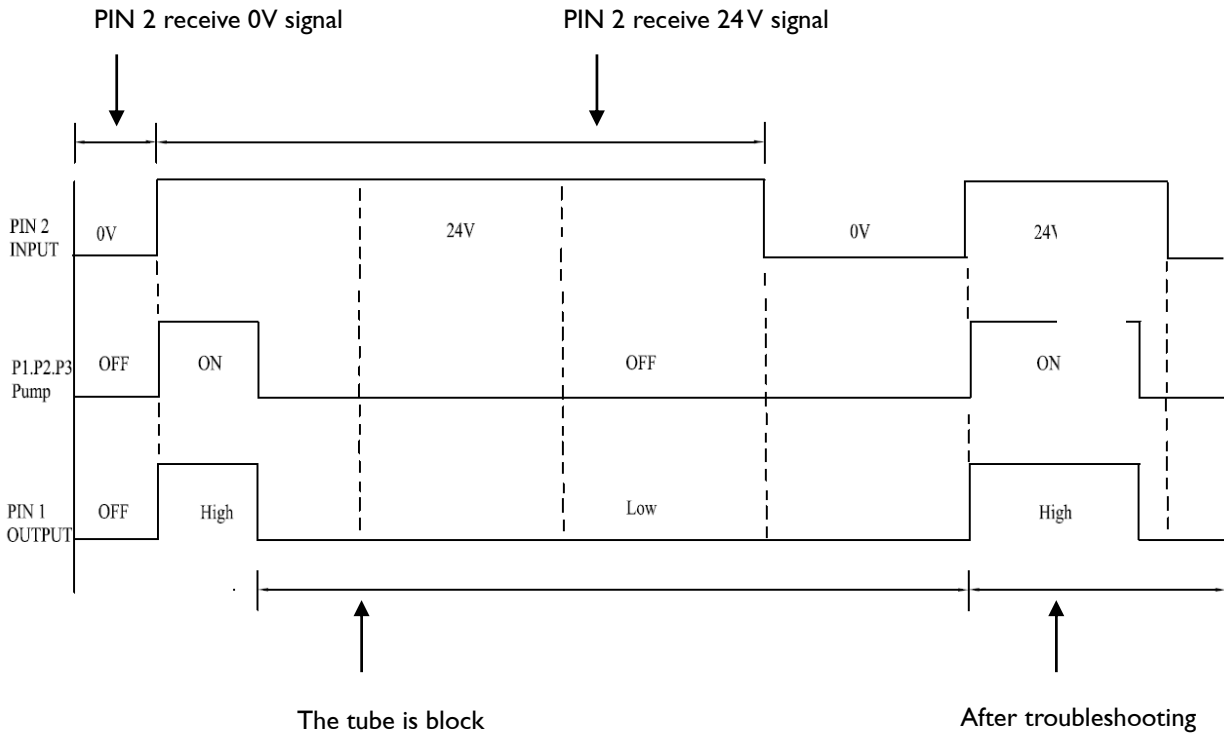 PIN 2 receive 0V signal
PIN 2 receive 24V signal
PIN 2
INPUT
0V
24V
0V
24V
P1.P2.P3
Pump
OFF
ON
OFF
ON
PIN 1
OUTPUT
OFF
High
Low
High
The tube is block
After troubleshooting